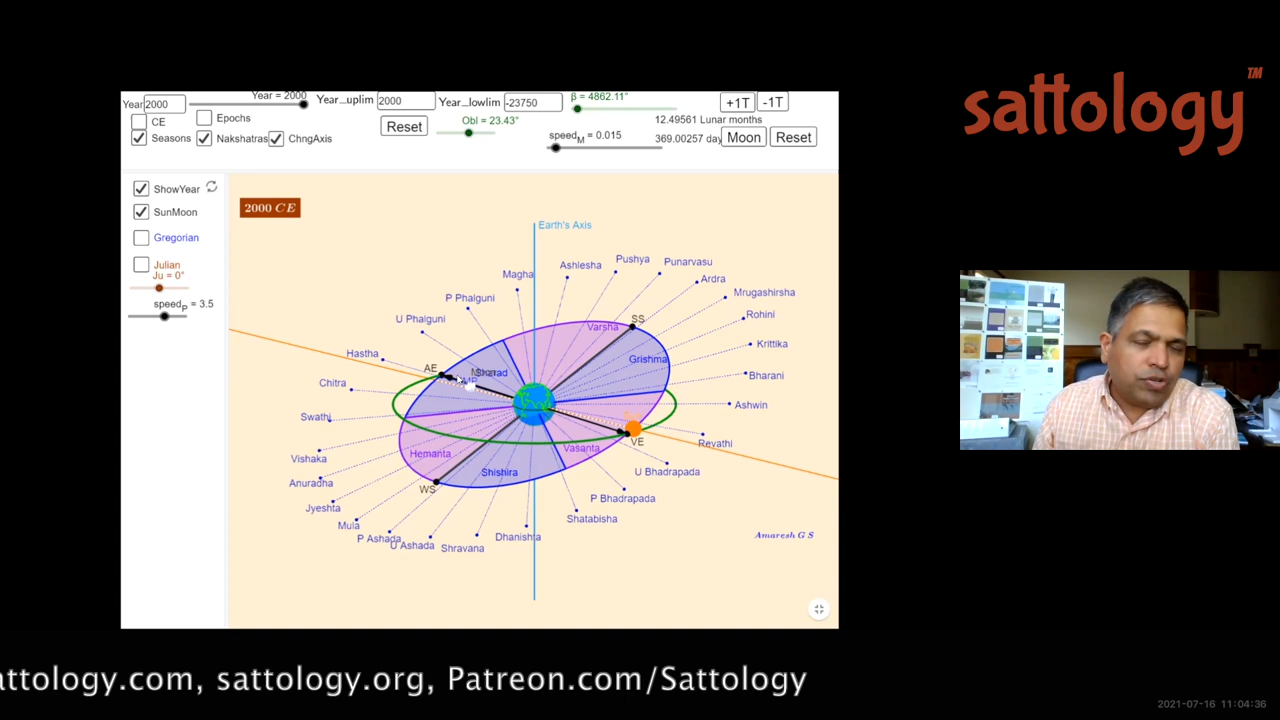 sattology TM
Year 2000 Year = 2000 Year_uplim 2000 Year_lowlim -23750 β = 4862.11° +1T -1T
CE Epochs Reset Obl = 23.43° 12.49561 Lunar months
Seasons Nakshatras ChngAxis speedM = 0.015 369.00257 day Moon Reset
ShowYear
SunMoon
Gregorian
Julian
Ju = 0°
speedP = 3.5
2000 CE
Earth's Axis
Magha
Ashlesha
Pushya
Punarvasu
Ardra
Mrugashirsha
Rohini
Krittika
Bharani
Ashwin
Revathi
U Bhadrapada
P Bhadrapada
Shatabisha
Dhanishta
Shravana
U Ashada
P Ashada
Mula
Jyeshta
Anuradha
Vishaka
Swathi
Chitra
Hastha
U Phalguni
P Phalguni
AE
SS
VE
WS
Varsha
Grishma
Vasanta
Shishira
Hemanta
Amaresh G S
attology.com, sattology.org, Patreon.com/Sattology
2021-07-16 11:04:36